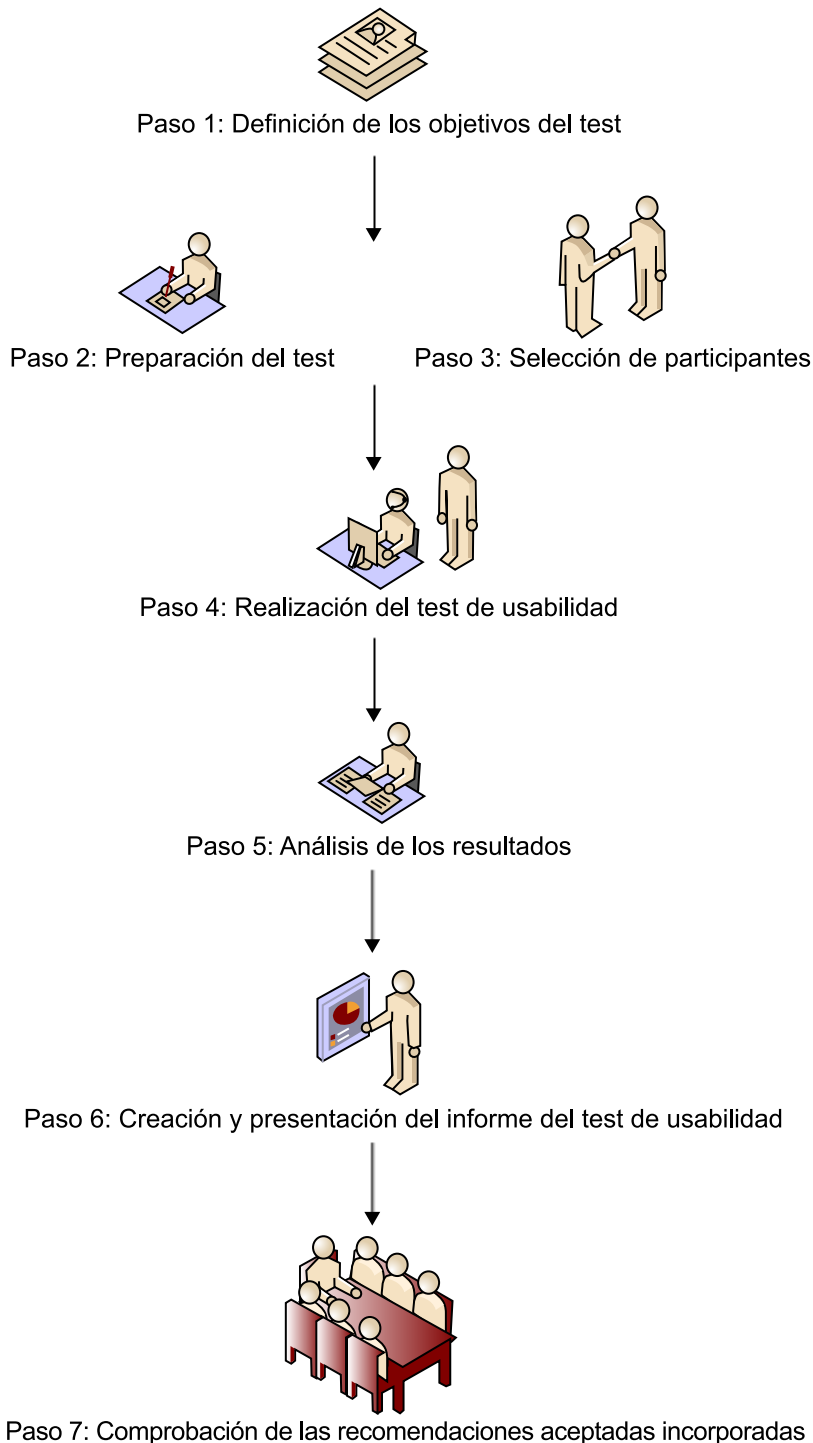 Paso 1: Definición de los objetivos del test
Paso 2: Preparación del test
Paso 3: Selección de participantes
Paso 4: Realización del test de usabilidad
Paso 5: Análisis de los resultados
Paso 6: Creación y presentación del informe del test de usabilidad
Paso 7: Comprobación de las recomendaciones aceptadas incorporadas